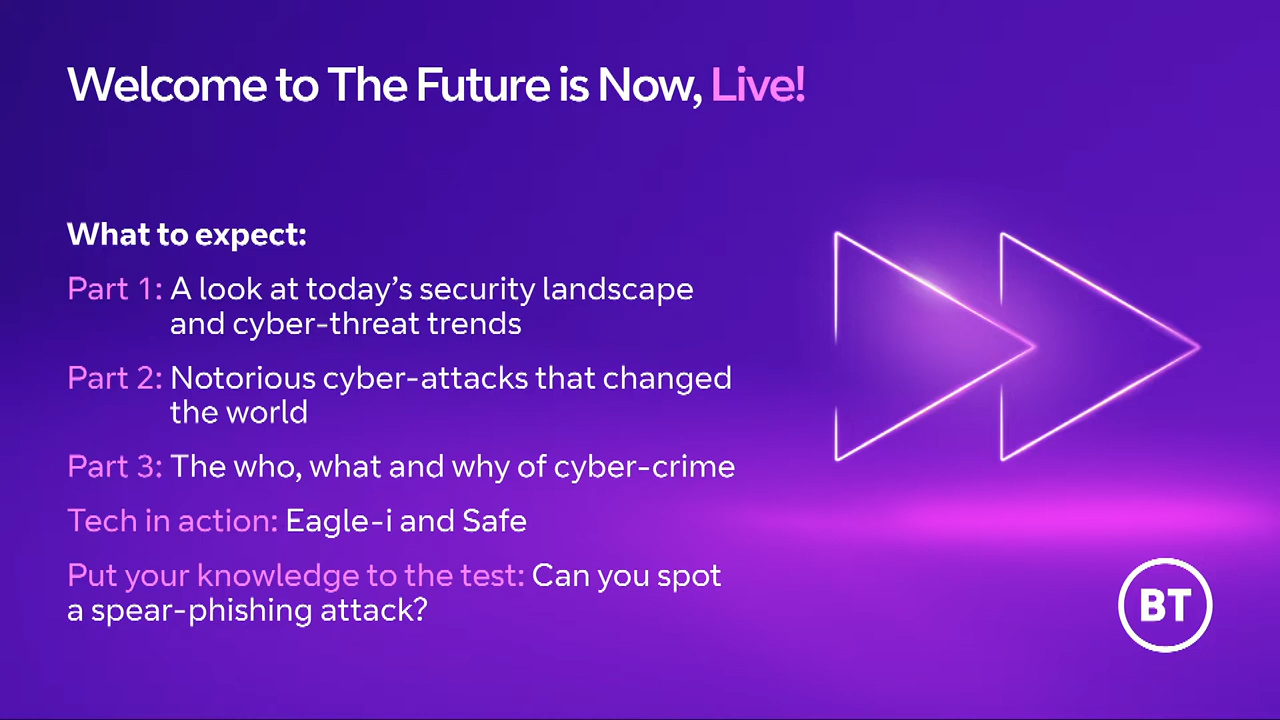 Welcome to The Future is Now, Live!
What to expect:
Part 1: A look at today’s security landscape
and cyber-threat trends
Part 2: Notorious cyber-attacks that changed
the world
Part 3: The who, what and why of cyber-crime
Tech in action: Eagle-i and Safe
Put your knowledge to the test: Can you spot
a spear-phishing attack?
BT